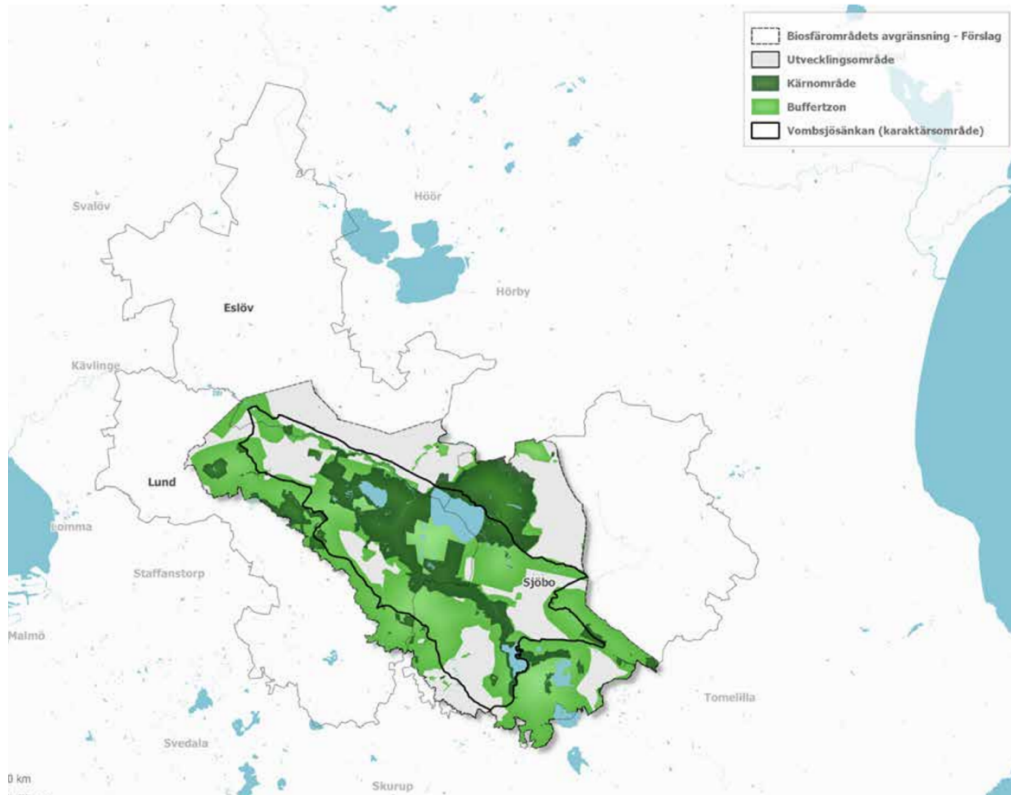 Biosfärområdets avgränsning - Förslag
Utvecklingsområde
Kärnområde
Buffertzon
Vombsjösänkan (karaktärsområde)
Svalöv
Höör
Hörby
Eslöv
Kävlinge
Lund
Lomma
Staffanstorp
Sjöbo
Malmö
Tomelilla
Svedala
Skurup
0 km